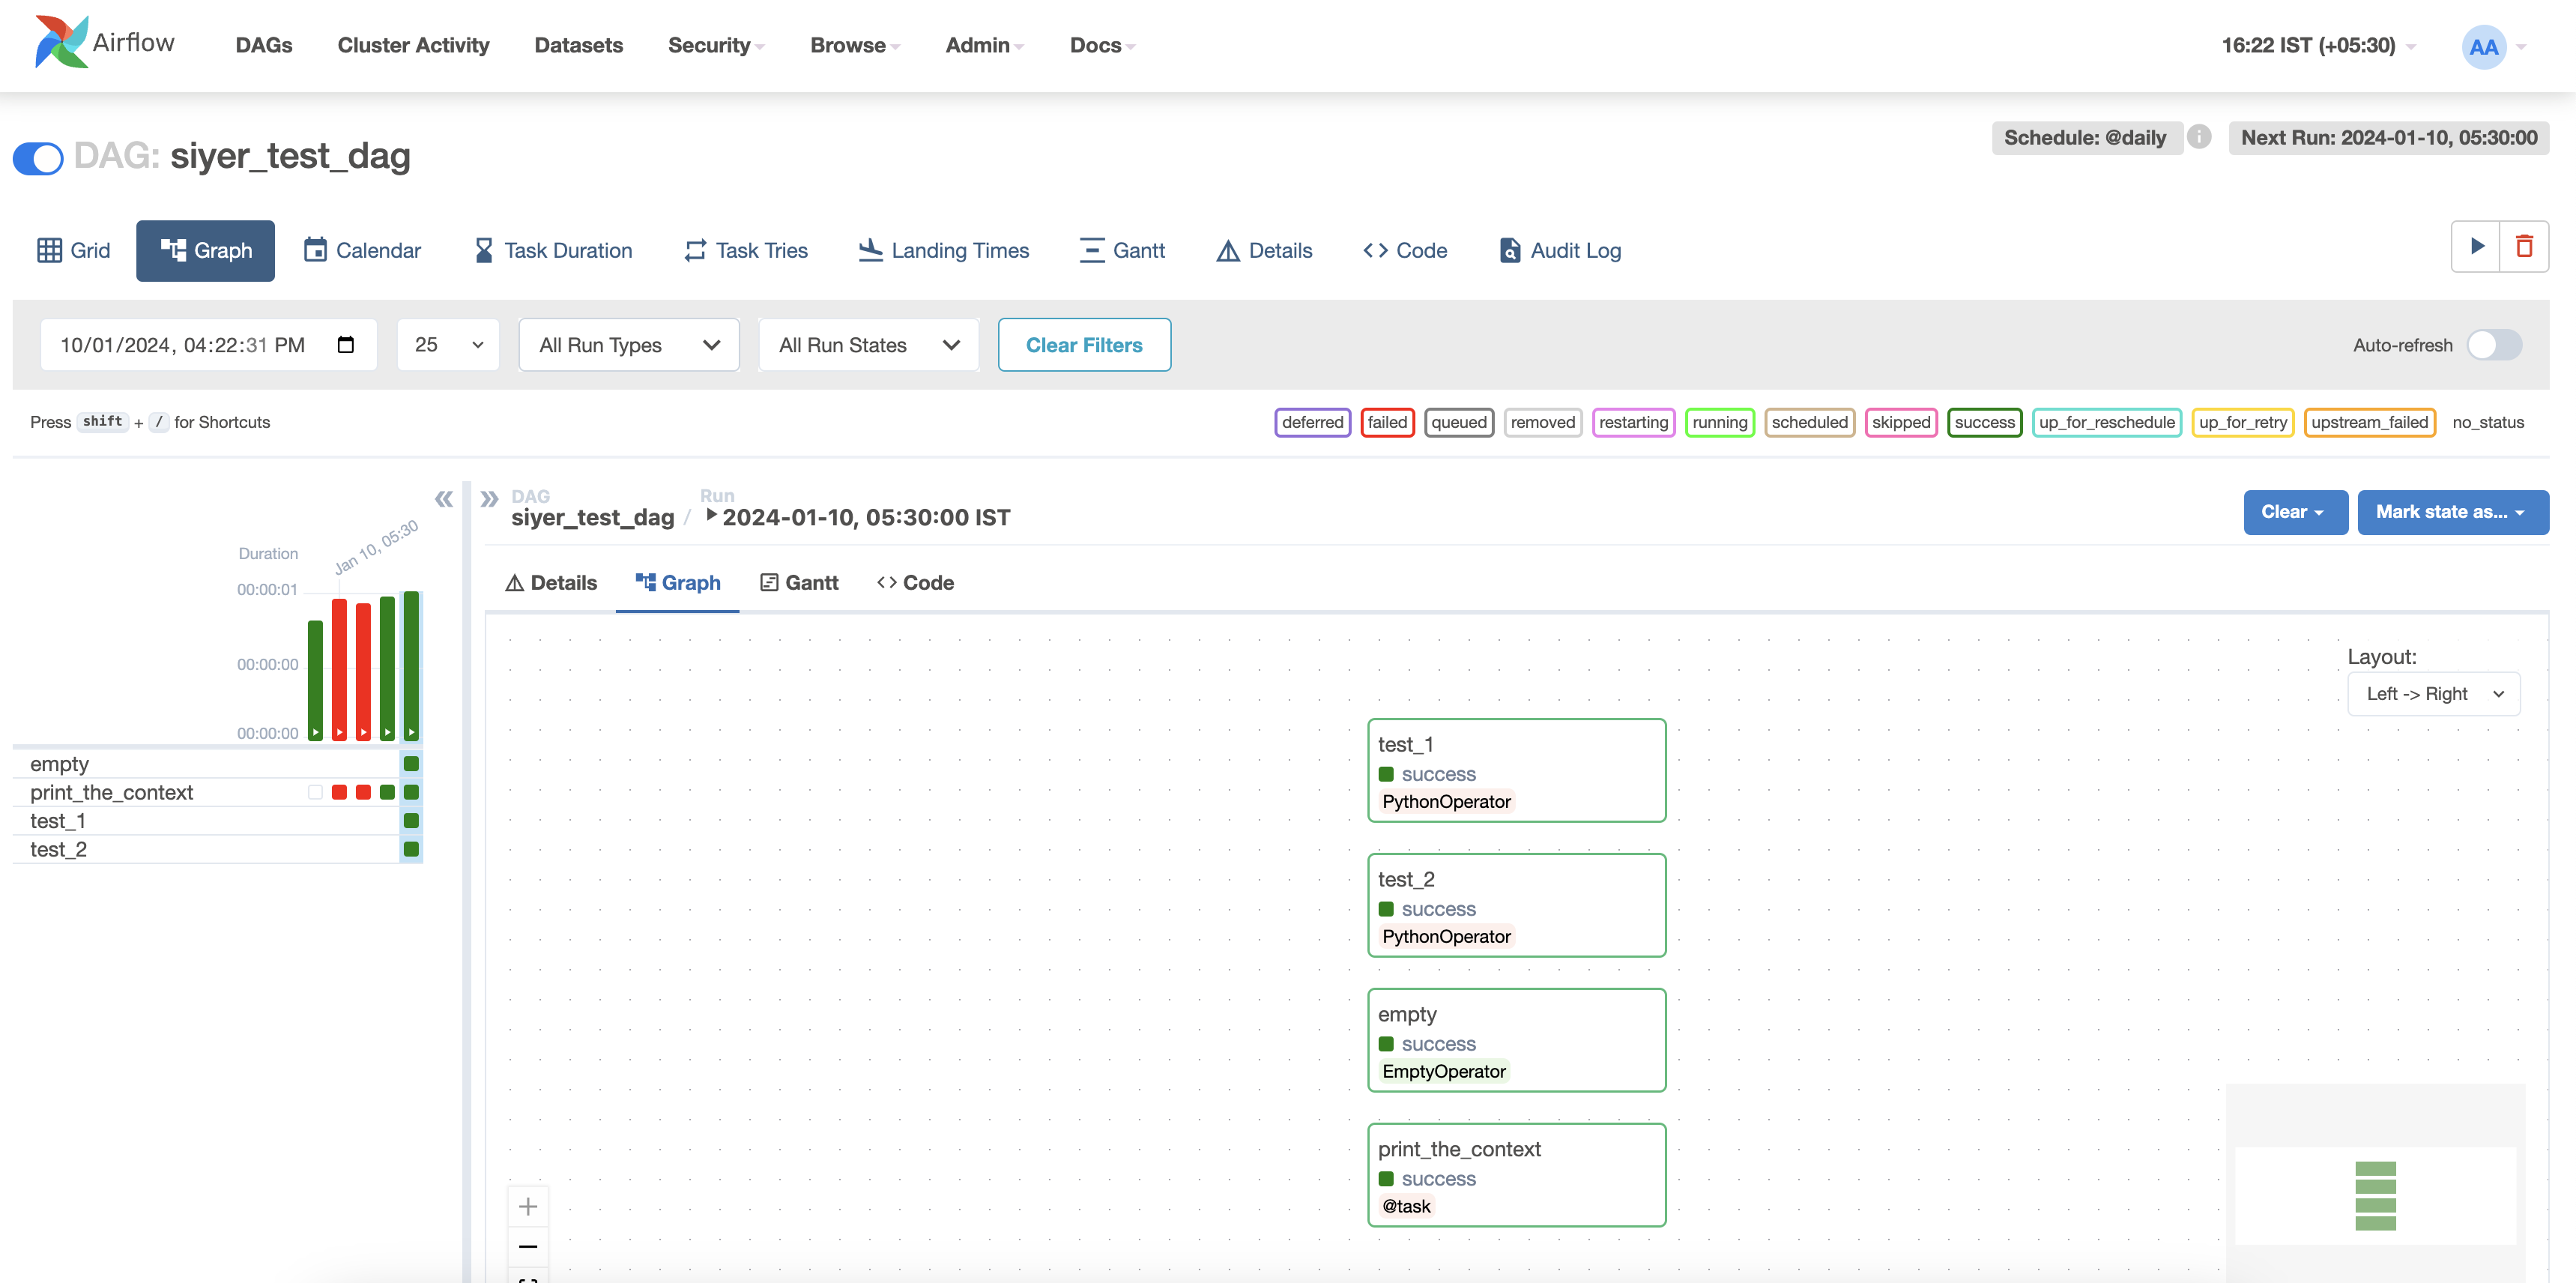 Airflow
DAGs
Cluster Activity
Datasets
Security
Browse
Admin
Docs
16:22 IST (+05:30)
AA
DAG: siyer_test_dag
Schedule: @daily
i
Next Run: 2024-01-10, 05:30:00
Grid
Graph
Calendar
Task Duration
Task Tries
Landing Times
Gantt
Details
Code
Audit Log
10/01/2024, 04:22:31 PM
25
All Run Types
All Run States
Clear Filters
Auto-refresh
Press shift + / for Shortcuts
deferred
failed
queued
removed
restarting
running
scheduled
skipped
success
up_for_reschedule
up_for_retry
upstream_failed
no_status
Duration
Jan 10, 05:30
00:00:01
00:00:00
00:00:00
empty
print_the_context
test_1
test_2
DAG
siyer_test_dag
/
Run
2024-01-10, 05:30:00 IST
Clear
Mark state as...
Details
Graph
Gantt
Code
Layout:
Left -> Right
test_1
success
PythonOperator
test_2
success
PythonOperator
empty
success
EmptyOperator
print_the_context
success
@task